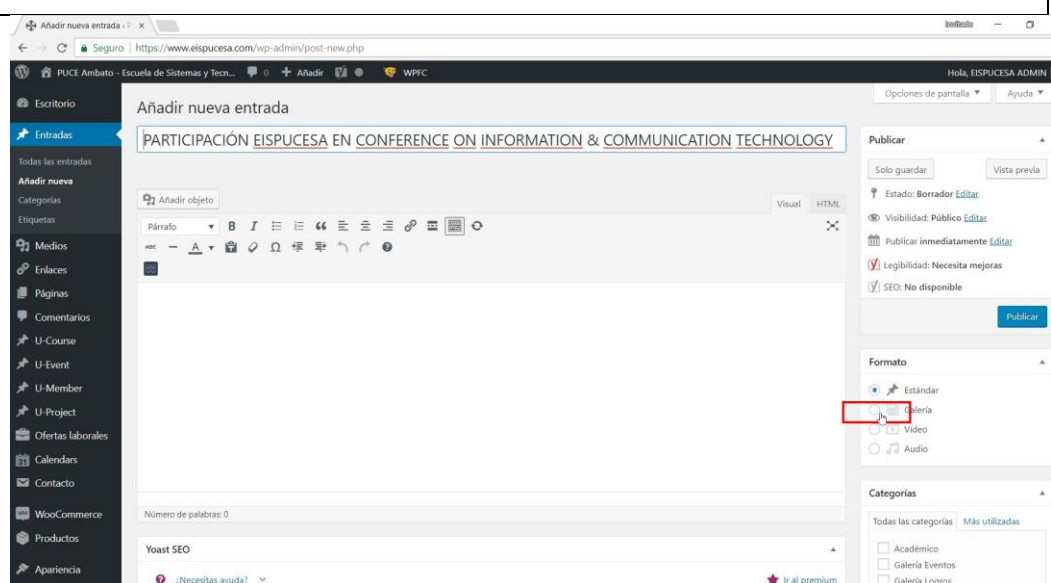 Añadir nueva entrada ‹ P
Invitado
Seguro | https://www.eispucesa.com/wp-admin/post-new.php
PUCE Ambato - Escuela de Sistemas y Tecn... 0 + Añadir WPFC Hola, EISPUCESA ADMIN
Opciones de pantalla ▼ Ayuda ▼
Escritorio
Entradas
Todas las entradas
Añadir nueva
Categorías
Etiquetas
Medios
Enlaces
Páginas
Comentarios
U-Course
U-Event
U-Member
U-Project
Ofertas laborales
Calendars
Contacto
WooCommerce
Productos
Apariencia
Añadir nueva entrada
PARTICIPACIÓN EISPUCESA EN CONFERENCE ON INFORMATION & COMMUNICATION TECHNOLOGY
Añadir objeto
Visual HTML
Párrafo B I
ABC A Ω
Número de palabras: 0
Yoast SEO
¿Necesitas ayuda? Ir al premium
Publicar
Solo guardar Vista previa
Estado: Borrador Editar
Visibilidad: Público Editar
Publicar inmediatamente Editar
Legibilidad: Necesita mejoras
SEO: No disponible
Publicar
Formato
Estándar
Galería
Vídeo
Audio
Categorías
Todas las categorías Más utilizadas
Académico
Galería Eventos
Galería Logros